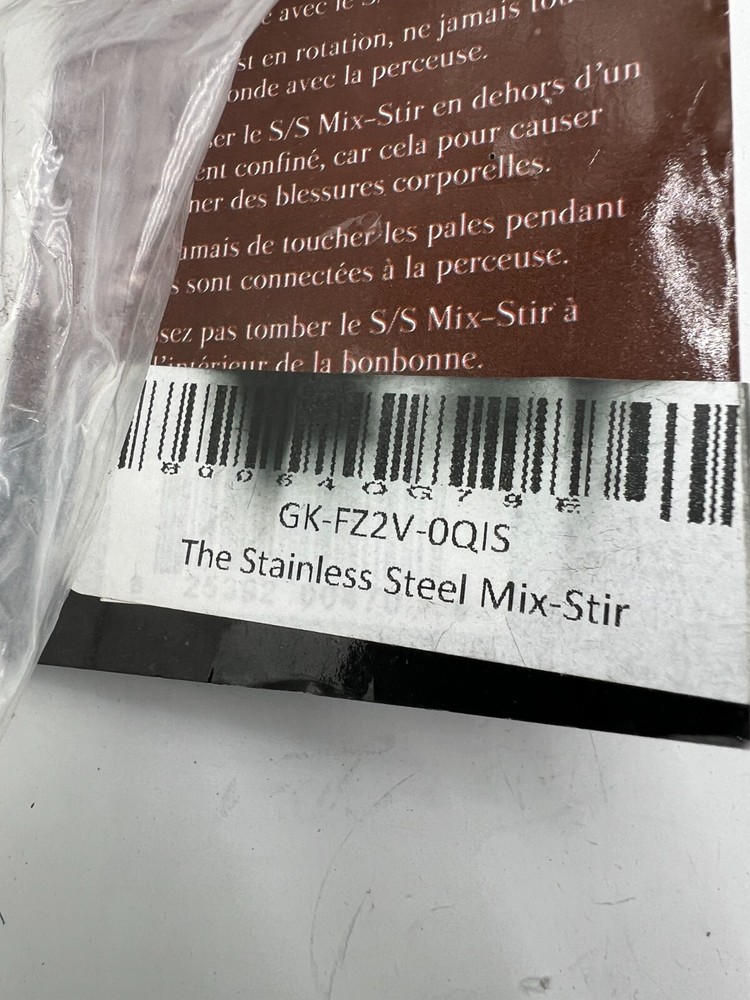 avec le
st en rotation, ne jamais
onde avec la perceuse.
er le S/S Mix-Stir en dehors d'un
ent confiné, car cela pour causer
ner des blessures corporelles.
amais de toucher les pales pendant
s sont connectées à la perceuse.
sez pas tomber le S/S Mix-Stir à
l'intérieur de la bonbonne.
GK-FZ2V-0QIS
The Stainless Steel Mix-Stir